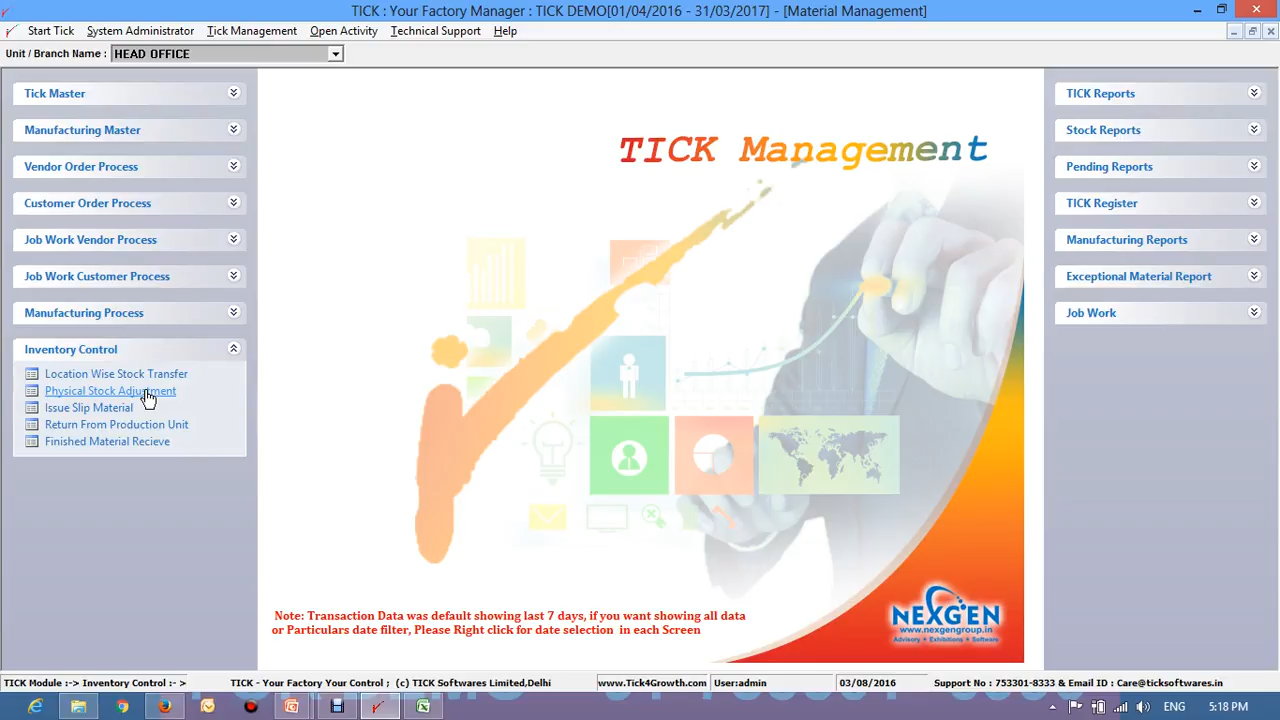 TICK : Your Factory Manager : TICK DEMO[01/04/2016 - 31/03/2017] - [Material Management]
Start Tick System Administrator Tick Management Open Activity Technical Support Help
Unit / Branch Name : HEAD OFFICE
Tick Master
Manufacturing Master
Vendor Order Process
Customer Order Process
Job Work Vendor Process
Job Work Customer Process
Manufacturing Process
Inventory Control
Location Wise Stock Transfer
Physical Stock Adjustment
Issue Slip Material
Return From Production Unit
Finished Material Recieve
TICK Management
Note: Transaction Data was default showing last 7 days, if you want showing all data
or Particulars date filter, Please Right click for date selection in each Screen
NEXGEN
www.nexgengroup.in
Advisory • Exhibitions • Software
TICK Reports
Stock Reports
Pending Reports
TICK Register
Manufacturing Reports
Exceptional Material Report
Job Work
TICK Module :-> Inventory Control :- > TICK - Your Factory Your Control ; (c) TICK Softwares Limited,Delhi www.Tick4Growth.com User:admin 03/08/2016 Support No : 753301-8333 & Email ID : Care@ticksoftwares.in
ENG 5:18 PM